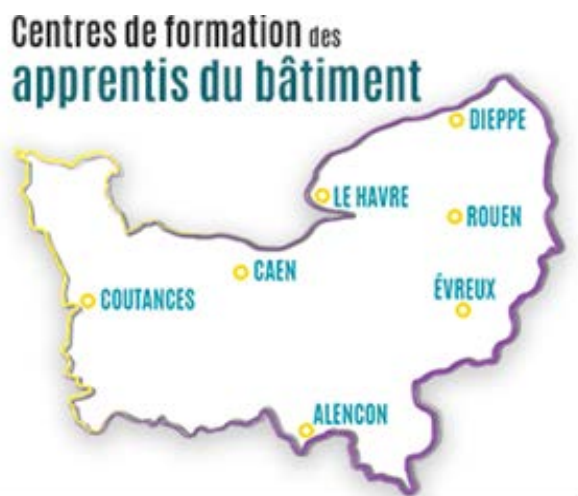 Centres de formation des
apprentis du bâtiment
DIEPPE
LE HAVRE
ROUEN
CAEN
COUTANCES
ÉVREUX
ALENCON